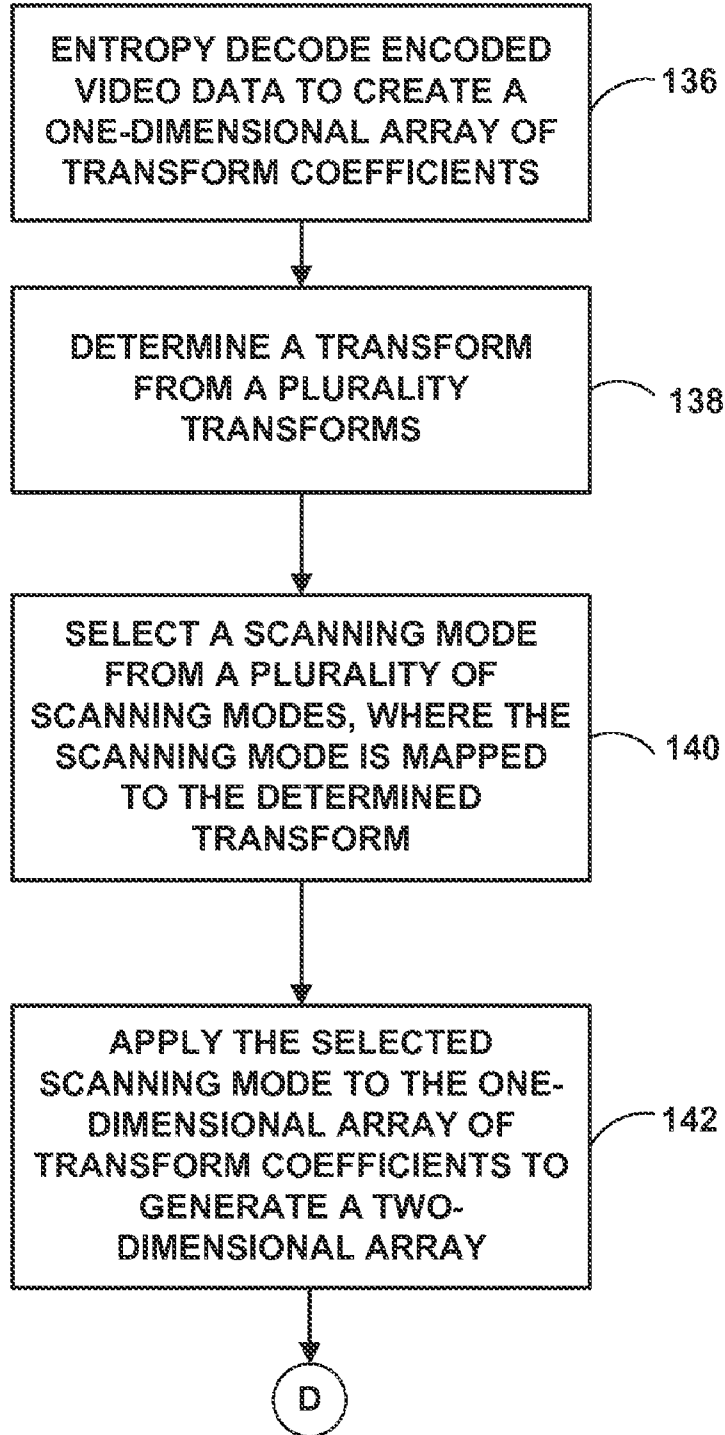 ENTROPY DECODE ENCODED
VIDEO DATA TO CREATE A
ONE-DIMENSIONAL ARRAY OF
TRANSFORM COEFFICIENTS
136
DETERMINE A TRANSFORM
FROM A PLURALITY
TRANSFORMS
138
SELECT A SCANNING MODE
FROM A PLURALITY OF
SCANNING MODES, WHERE THE
SCANNING MODE IS MAPPED
TO THE DETERMINED
TRANSFORM
140
APPLY THE SELECTED
SCANNING MODE TO THE ONE-
DIMENSIONAL ARRAY OF
TRANSFORM COEFFICIENTS TO
GENERATE A TWO-
DIMENSIONAL ARRAY
142
D